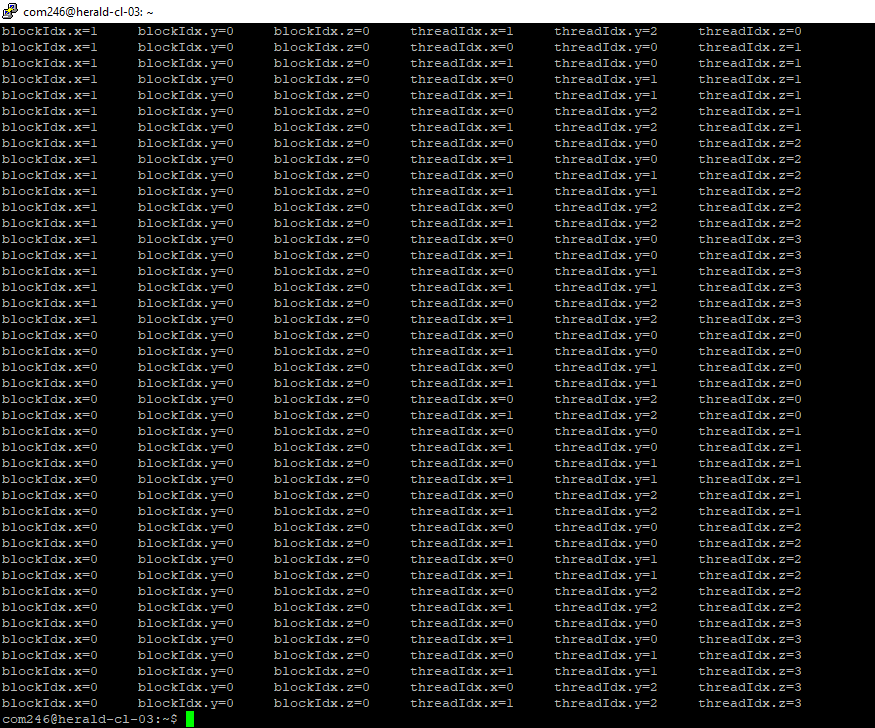 com246@herald-cl-03: ~
blockIdx.x=1 blockIdx.y=0 blockIdx.z=0 threadIdx.x=1 threadIdx.y=2 threadIdx.z=0
blockIdx.x=1 blockIdx.y=0 blockIdx.z=0 threadIdx.x=0 threadIdx.y=0 threadIdx.z=1
blockIdx.x=1 blockIdx.y=0 blockIdx.z=0 threadIdx.x=1 threadIdx.y=0 threadIdx.z=1
blockIdx.x=1 blockIdx.y=0 blockIdx.z=0 threadIdx.x=0 threadIdx.y=1 threadIdx.z=1
blockIdx.x=1 blockIdx.y=0 blockIdx.z=0 threadIdx.x=1 threadIdx.y=1 threadIdx.z=1
blockIdx.x=1 blockIdx.y=0 blockIdx.z=0 threadIdx.x=0 threadIdx.y=2 threadIdx.z=1
blockIdx.x=1 blockIdx.y=0 blockIdx.z=0 threadIdx.x=1 threadIdx.y=2 threadIdx.z=1
blockIdx.x=1 blockIdx.y=0 blockIdx.z=0 threadIdx.x=0 threadIdx.y=0 threadIdx.z=2
blockIdx.x=1 blockIdx.y=0 blockIdx.z=0 threadIdx.x=1 threadIdx.y=0 threadIdx.z=2
blockIdx.x=1 blockIdx.y=0 blockIdx.z=0 threadIdx.x=0 threadIdx.y=1 threadIdx.z=2
blockIdx.x=1 blockIdx.y=0 blockIdx.z=0 threadIdx.x=1 threadIdx.y=1 threadIdx.z=2
blockIdx.x=1 blockIdx.y=0 blockIdx.z=0 threadIdx.x=0 threadIdx.y=2 threadIdx.z=2
blockIdx.x=1 blockIdx.y=0 blockIdx.z=0 threadIdx.x=1 threadIdx.y=2 threadIdx.z=2
blockIdx.x=1 blockIdx.y=0 blockIdx.z=0 threadIdx.x=0 threadIdx.y=0 threadIdx.z=3
blockIdx.x=1 blockIdx.y=0 blockIdx.z=0 threadIdx.x=1 threadIdx.y=0 threadIdx.z=3
blockIdx.x=1 blockIdx.y=0 blockIdx.z=0 threadIdx.x=0 threadIdx.y=1 threadIdx.z=3
blockIdx.x=1 blockIdx.y=0 blockIdx.z=0 threadIdx.x=1 threadIdx.y=1 threadIdx.z=3
blockIdx.x=1 blockIdx.y=0 blockIdx.z=0 threadIdx.x=0 threadIdx.y=2 threadIdx.z=3
blockIdx.x=1 blockIdx.y=0 blockIdx.z=0 threadIdx.x=1 threadIdx.y=2 threadIdx.z=3
blockIdx.x=0 blockIdx.y=0 blockIdx.z=0 threadIdx.x=0 threadIdx.y=0 threadIdx.z=0
blockIdx.x=0 blockIdx.y=0 blockIdx.z=0 threadIdx.x=1 threadIdx.y=0 threadIdx.z=0
blockIdx.x=0 blockIdx.y=0 blockIdx.z=0 threadIdx.x=0 threadIdx.y=1 threadIdx.z=0
blockIdx.x=0 blockIdx.y=0 blockIdx.z=0 threadIdx.x=1 threadIdx.y=1 threadIdx.z=0
blockIdx.x=0 blockIdx.y=0 blockIdx.z=0 threadIdx.x=0 threadIdx.y=2 threadIdx.z=0
blockIdx.x=0 blockIdx.y=0 blockIdx.z=0 threadIdx.x=1 threadIdx.y=2 threadIdx.z=0
blockIdx.x=0 blockIdx.y=0 blockIdx.z=0 threadIdx.x=0 threadIdx.y=0 threadIdx.z=1
blockIdx.x=0 blockIdx.y=0 blockIdx.z=0 threadIdx.x=1 threadIdx.y=0 threadIdx.z=1
blockIdx.x=0 blockIdx.y=0 blockIdx.z=0 threadIdx.x=0 threadIdx.y=1 threadIdx.z=1
blockIdx.x=0 blockIdx.y=0 blockIdx.z=0 threadIdx.x=1 threadIdx.y=1 threadIdx.z=1
blockIdx.x=0 blockIdx.y=0 blockIdx.z=0 threadIdx.x=0 threadIdx.y=2 threadIdx.z=1
blockIdx.x=0 blockIdx.y=0 blockIdx.z=0 threadIdx.x=1 threadIdx.y=2 threadIdx.z=1
blockIdx.x=0 blockIdx.y=0 blockIdx.z=0 threadIdx.x=0 threadIdx.y=0 threadIdx.z=2
blockIdx.x=0 blockIdx.y=0 blockIdx.z=0 threadIdx.x=1 threadIdx.y=0 threadIdx.z=2
blockIdx.x=0 blockIdx.y=0 blockIdx.z=0 threadIdx.x=0 threadIdx.y=1 threadIdx.z=2
blockIdx.x=0 blockIdx.y=0 blockIdx.z=0 threadIdx.x=1 threadIdx.y=1 threadIdx.z=2
blockIdx.x=0 blockIdx.y=0 blockIdx.z=0 threadIdx.x=0 threadIdx.y=2 threadIdx.z=2
blockIdx.x=0 blockIdx.y=0 blockIdx.z=0 threadIdx.x=1 threadIdx.y=2 threadIdx.z=2
blockIdx.x=0 blockIdx.y=0 blockIdx.z=0 threadIdx.x=0 threadIdx.y=0 threadIdx.z=3
blockIdx.x=0 blockIdx.y=0 blockIdx.z=0 threadIdx.x=1 threadIdx.y=0 threadIdx.z=3
blockIdx.x=0 blockIdx.y=0 blockIdx.z=0 threadIdx.x=0 threadIdx.y=1 threadIdx.z=3
blockIdx.x=0 blockIdx.y=0 blockIdx.z=0 threadIdx.x=1 threadIdx.y=1 threadIdx.z=3
blockIdx.x=0 blockIdx.y=0 blockIdx.z=0 threadIdx.x=0 threadIdx.y=2 threadIdx.z=3
blockIdx.x=0 blockIdx.y=0 blockIdx.z=0 threadIdx.x=1 threadIdx.y=2 threadIdx.z=3
com246@herald-cl-03:~$